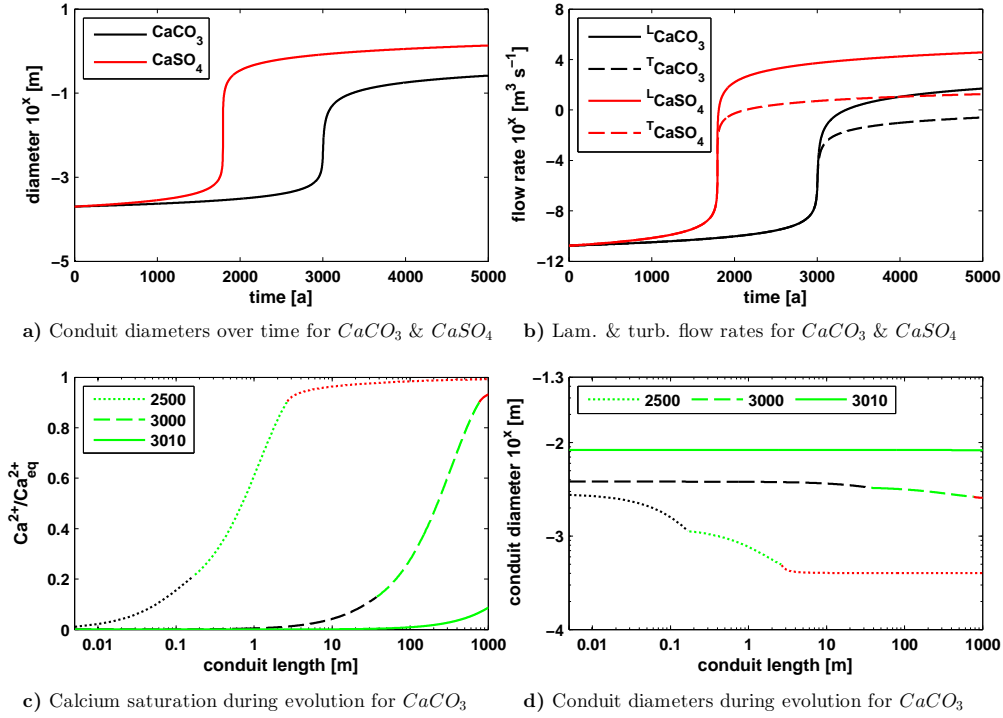 1
-1
-3
-5
diameter 10^x [m]
CaCO₃
CaSO₄
0 1000 2000 3000 4000 5000
time [a]
a) Conduit diameters over time for CaCO₃ & CaSO₄
8
4
0
-4
-8
-12
flow rate 10^x [m³ s⁻¹]
ᴸCaCO₃
ᵀCaCO₃
ᴸCaSO₄
ᵀCaSO₄
0 1000 2000 3000 4000 5000
time [a]
b) Lam. & turb. flow rates for CaCO₃ & CaSO₄
1
0.8
0.6
0.4
0.2
0
Ca²⁺/Ca²⁺eq
2500
3000
3010
0.01 0.1 1 10 100 1000
conduit length [m]
c) Calcium saturation during evolution for CaCO₃
-1.3
-2
-3
-4
conduit diameter 10^x [m]
2500 3000 3010
0.01 0.1 1 10 100 1000
conduit length [m]
d) Conduit diameters during evolution for CaCO₃